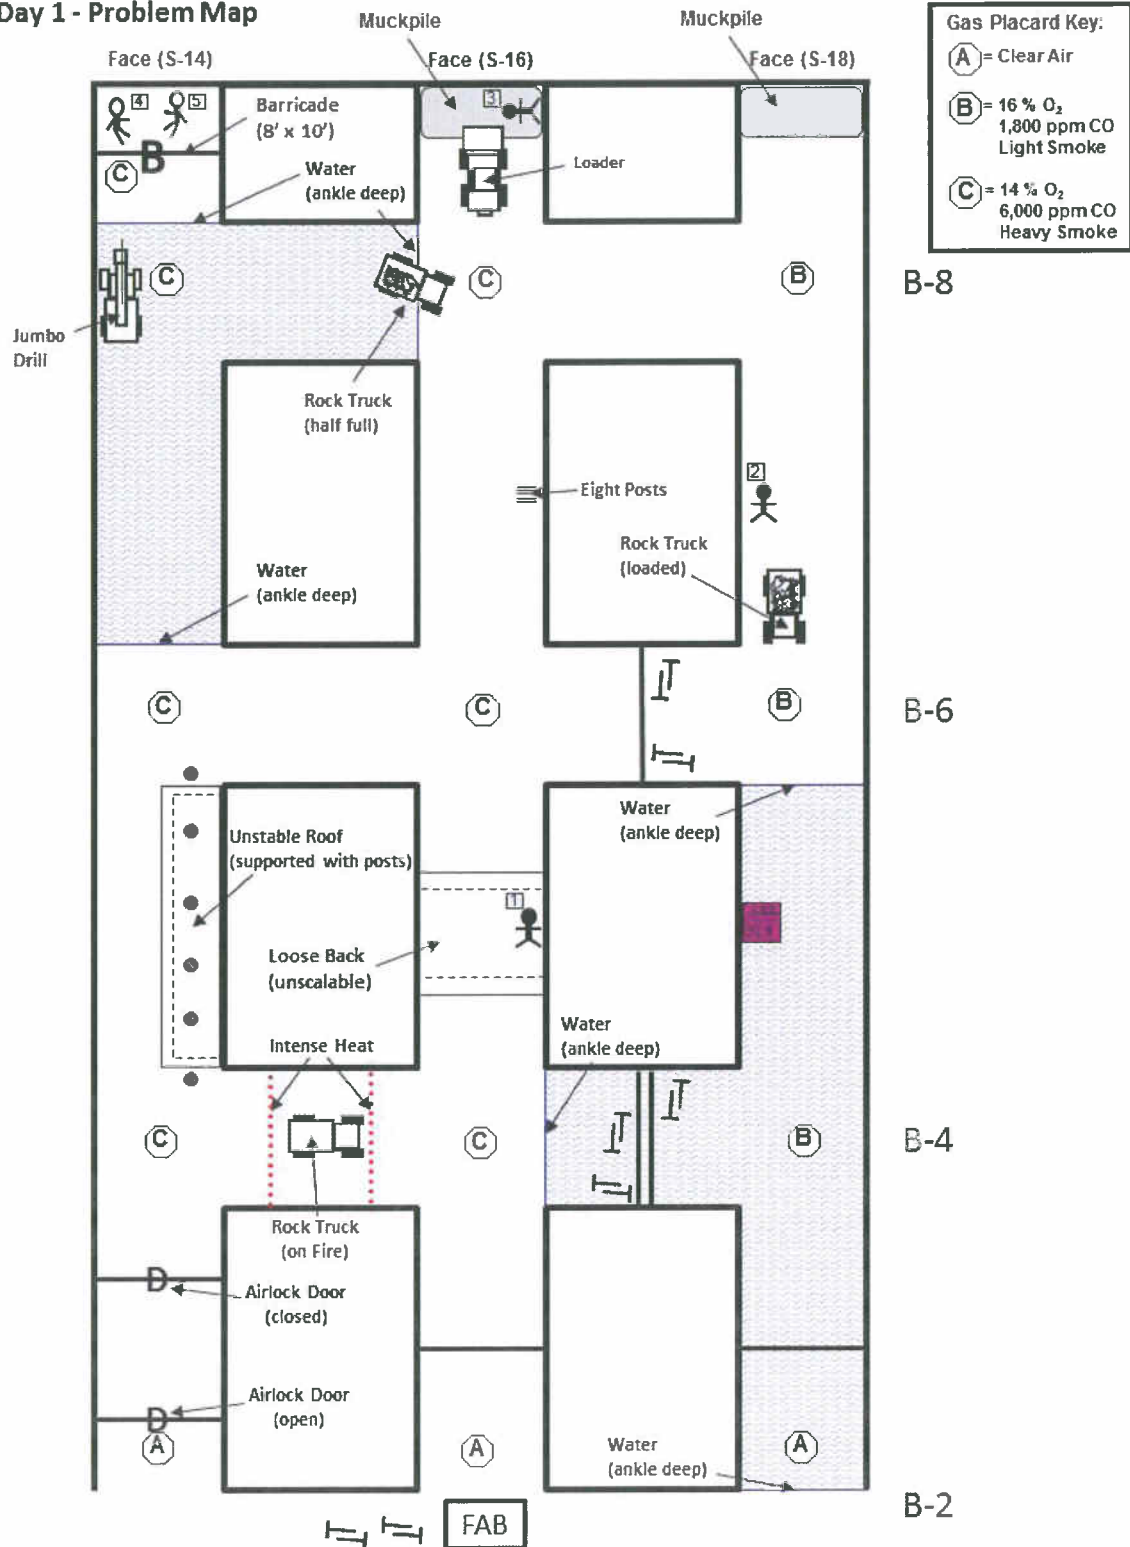 Day 1 - Problem Map
Muckpile
Muckpile
Face (S-14)
Face (S-16)
Face (S-18)
Gas Placard Key:
A = Clear Air
B = 16 % O₂
1,800 ppm CO
Light Smoke
C = 14 % O₂
6,000 ppm CO
Heavy Smoke
4
5
3
Barricade
(8' x 10')
B
C
Water
(ankle deep)
Loader
C
C
B
B-8
Jumbo
Drill
Rock Truck
(half full)
Eight Posts
2
Rock Truck
(loaded)
Water
(ankle deep)
C
C
B
B-6
Water
(ankle deep)
Unstable Roof
(supported with posts)
1
Loose Back
(unscalable)
Water
(ankle deep)
Intense Heat
C
C
B
B-4
Rock Truck
(on Fire)
D
Airlock Door
(closed)
Airlock Door
(open)
D
A
A
A
Water
(ankle deep)
B-2
FAB